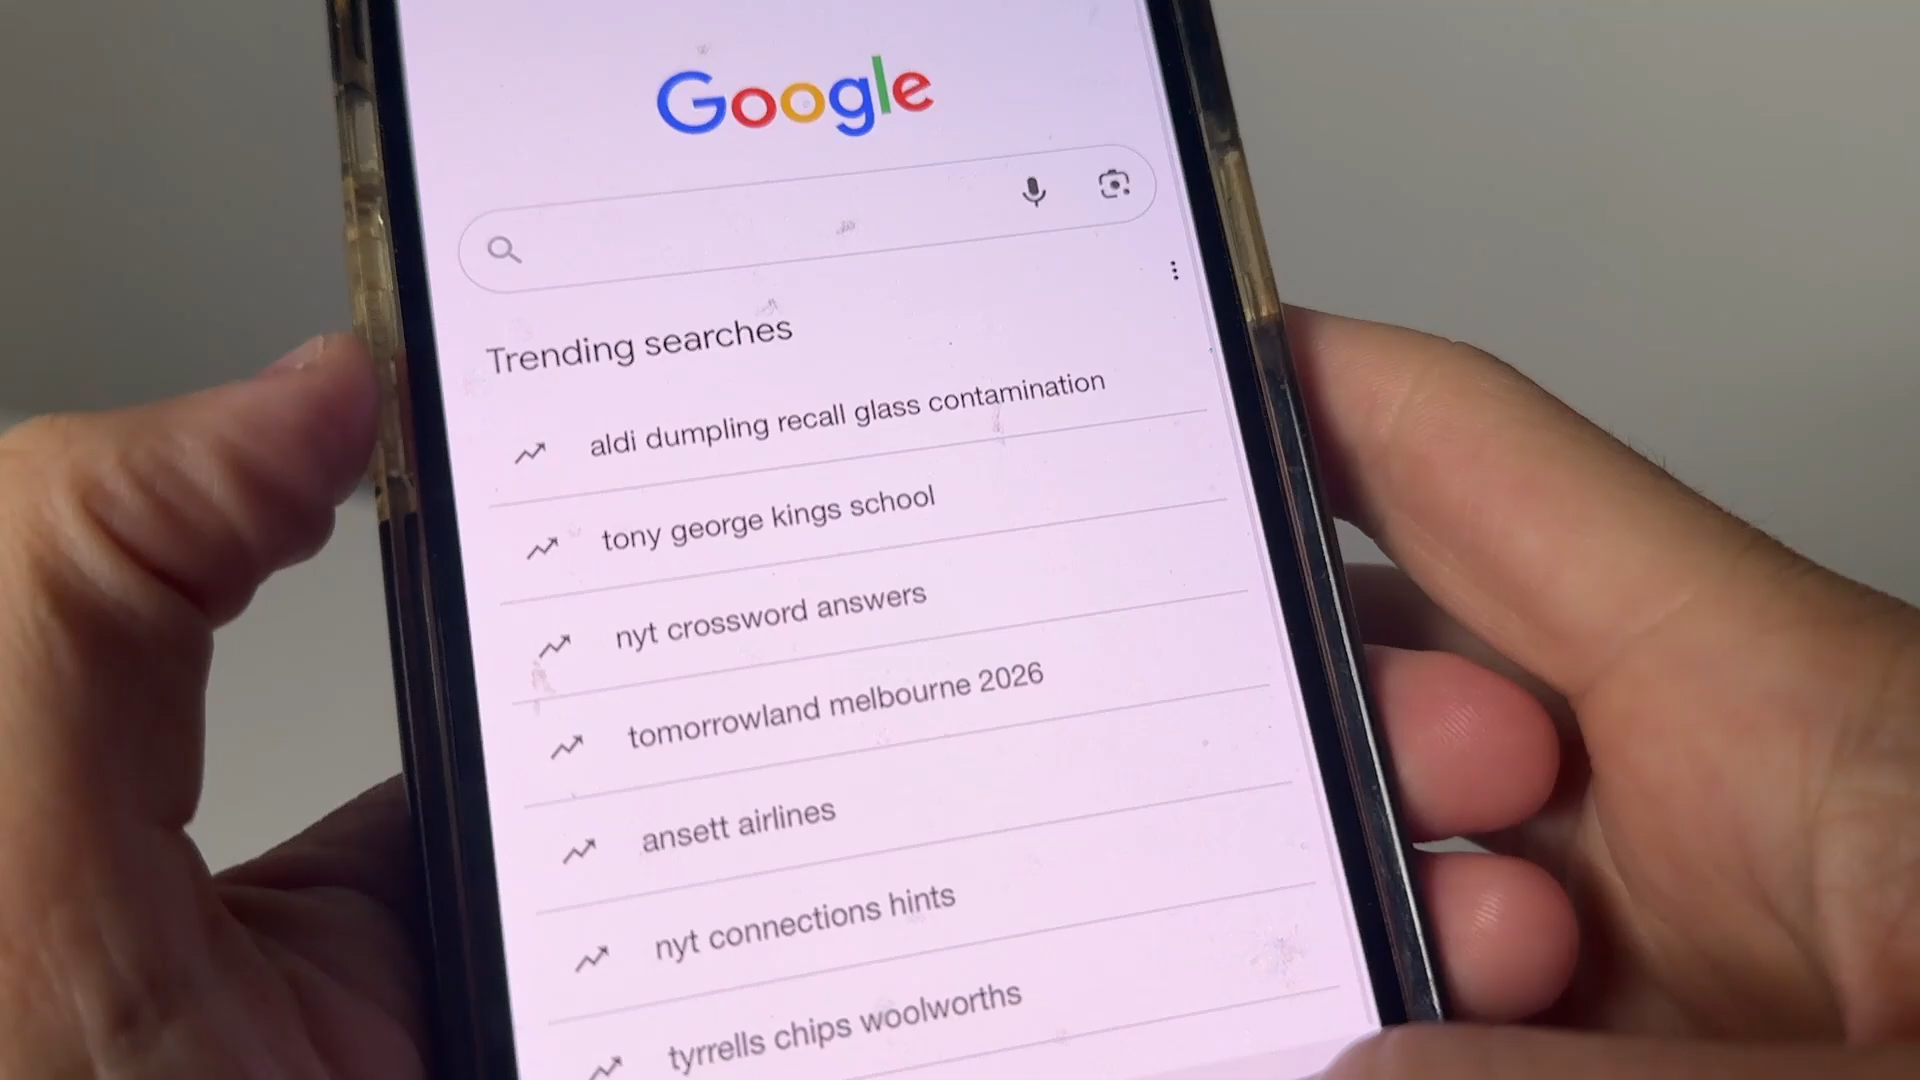 Google
Trending searches
aldi dumpling recall glass contamination
tony george kings school
nyt crossword answers
tomorrowland melbourne 2026
ansett airlines
nyt connections hints
tyrrells chips woolworths